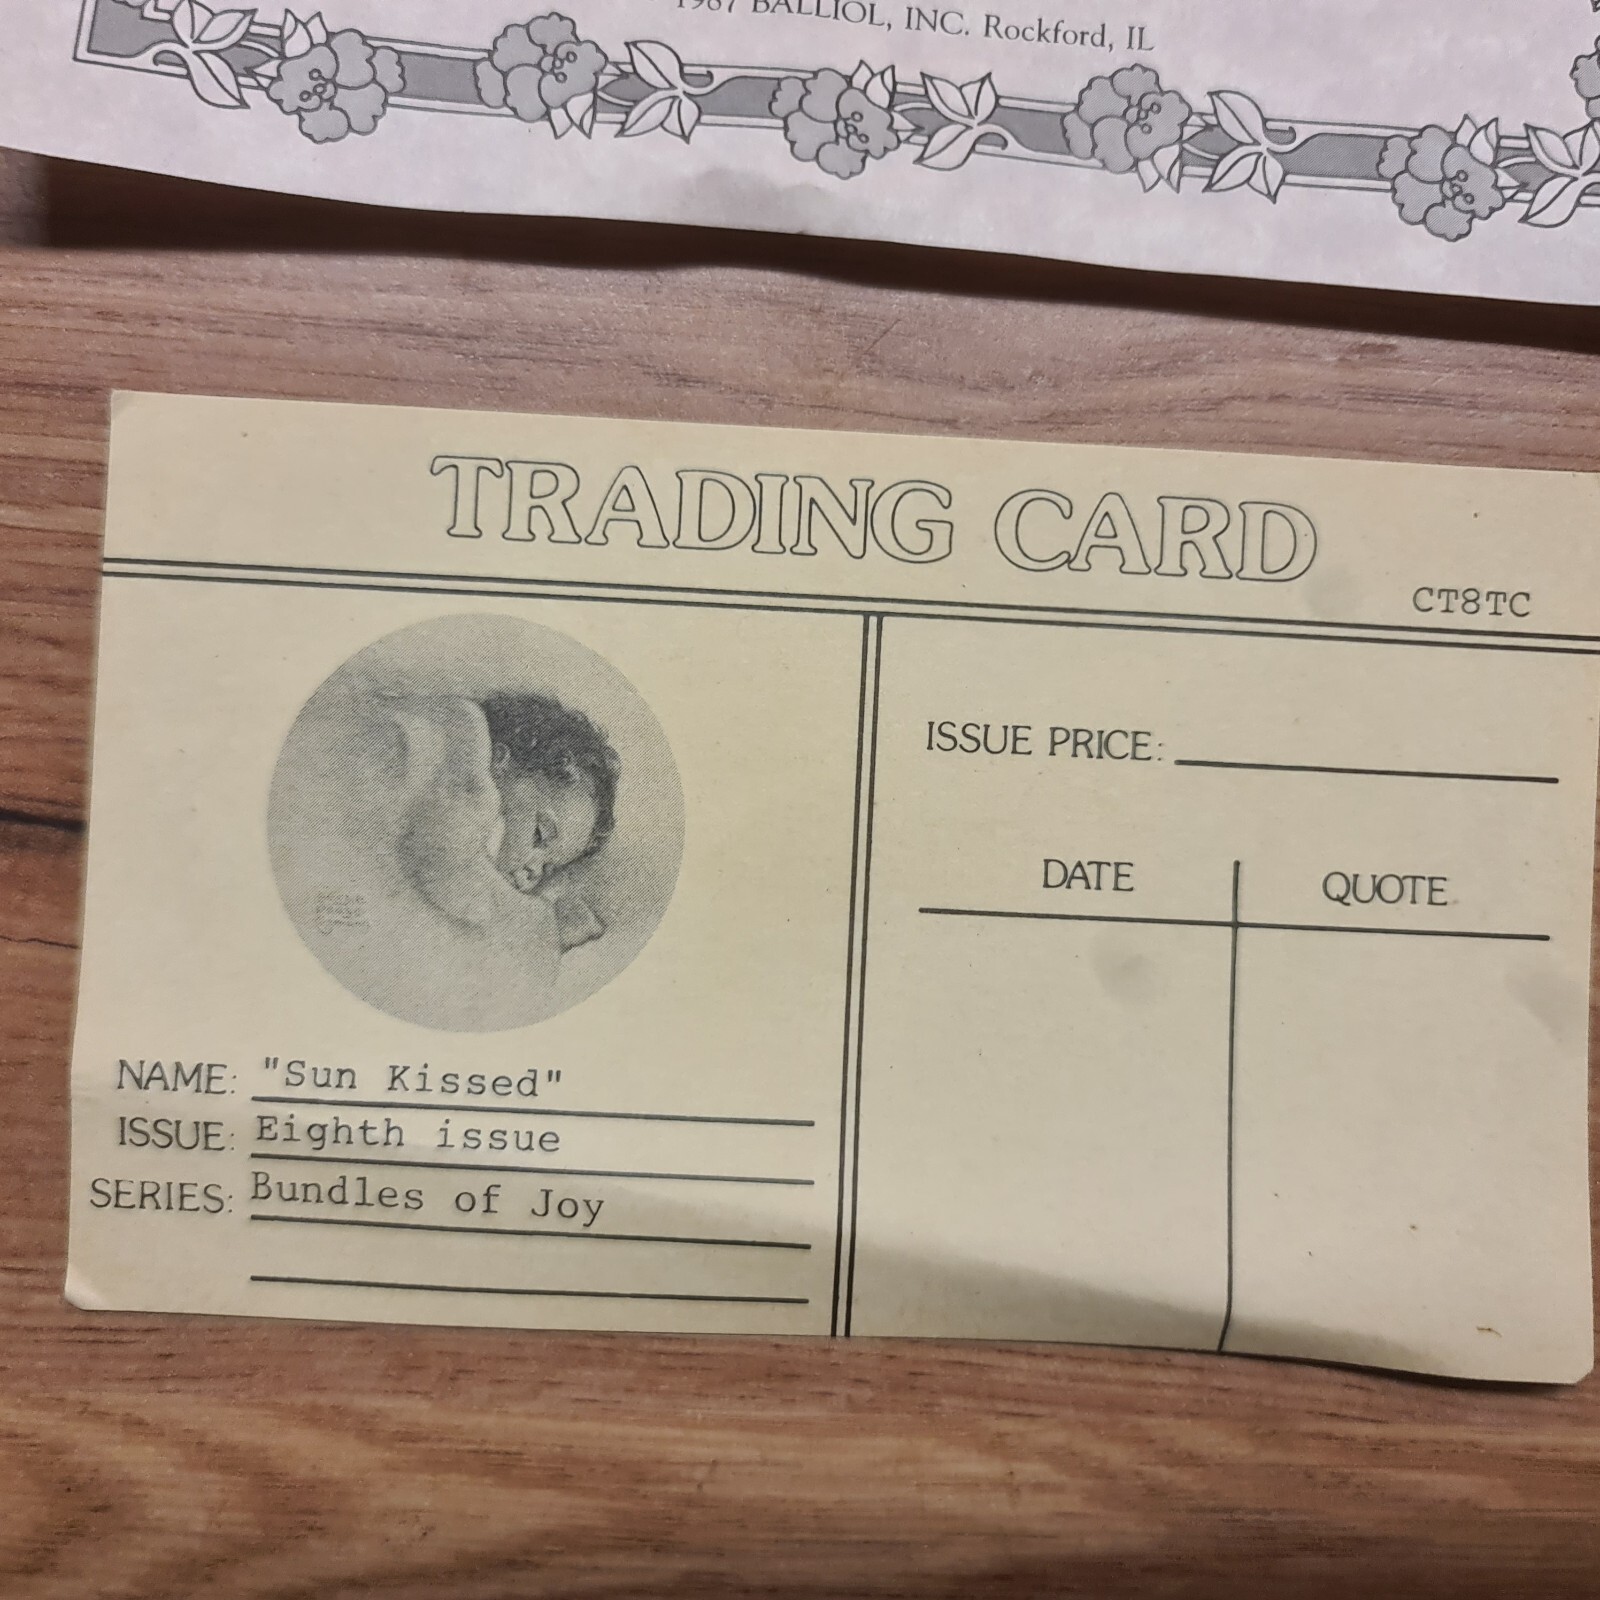 1987 BALLIOL, INC. Rockford, IL
TRADING CARD
CT8TC
NAME: "Sun Kissed"
ISSUE: Eighth issue
SERIES: Bundles of Joy
ISSUE PRICE:
DATE QUOTE